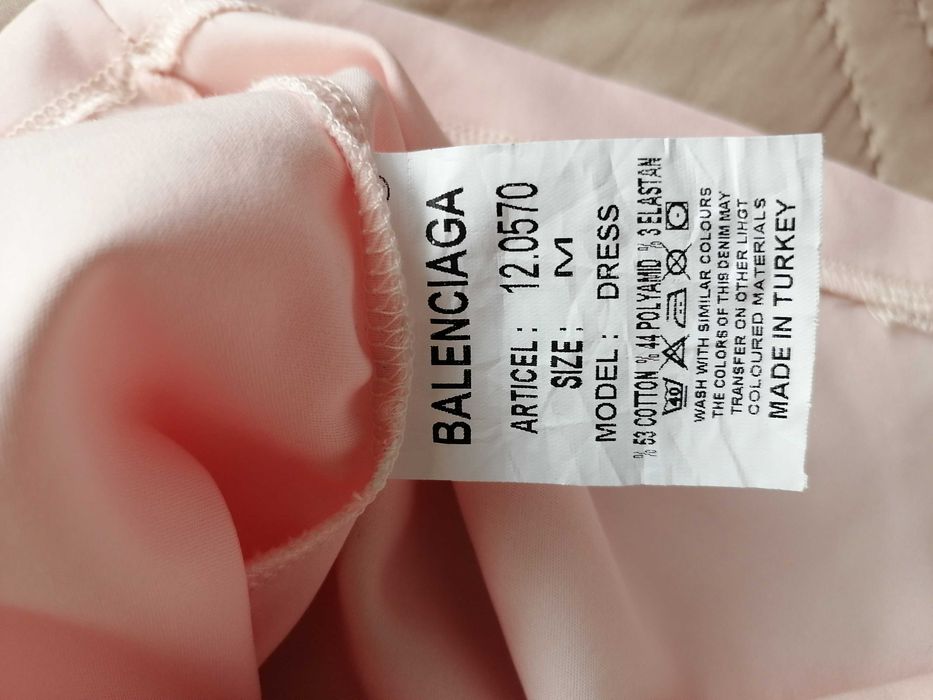 BALENCIAGA
ARTICEL : 12.0570
SIZE : M
MODEL : DRESS
% 53 COTTON % 44 POLYAMID % 3 ELASTAN
40
WASH WITH SIMILAR COLOURS
THE COLORS OF THIS DENIM MAY
TRANSFER ON OTHER LIHGT
COLOURED MATERIALS
MADE IN TURKEY